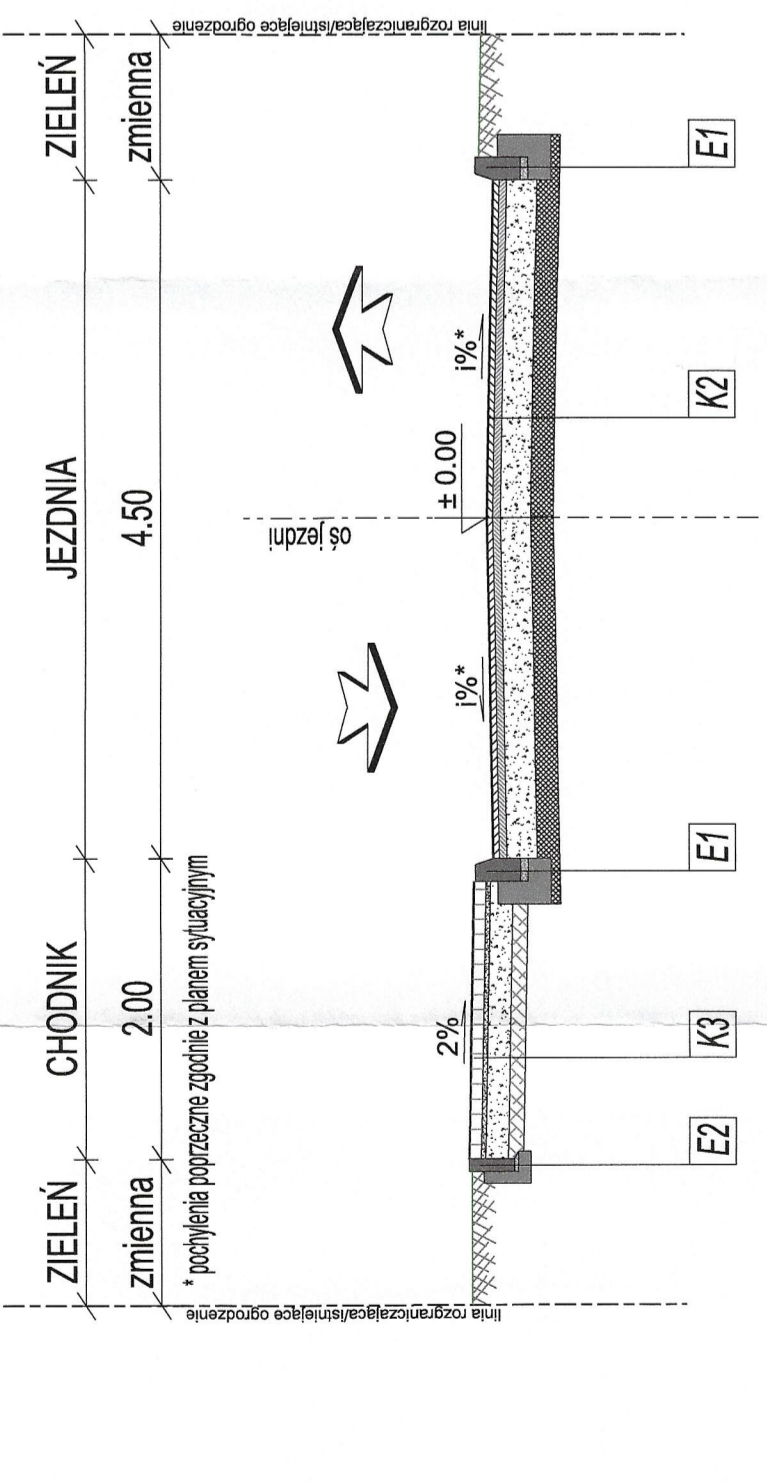 ZIELEŃ CHODNIK JEZDNIA ZIELEŃ
zmienna 2.00 4.50 zmienna
* pochylenia poprzeczne zgodnie z planem sytuacyjnym
linia rozgraniczająca/istniejące ogrodzenie
oś jezdni
linia rozgraniczająca/istniejące ogrodzenie
± 0.00
2% i%* i%*
E2 K3 E1 K2 E1